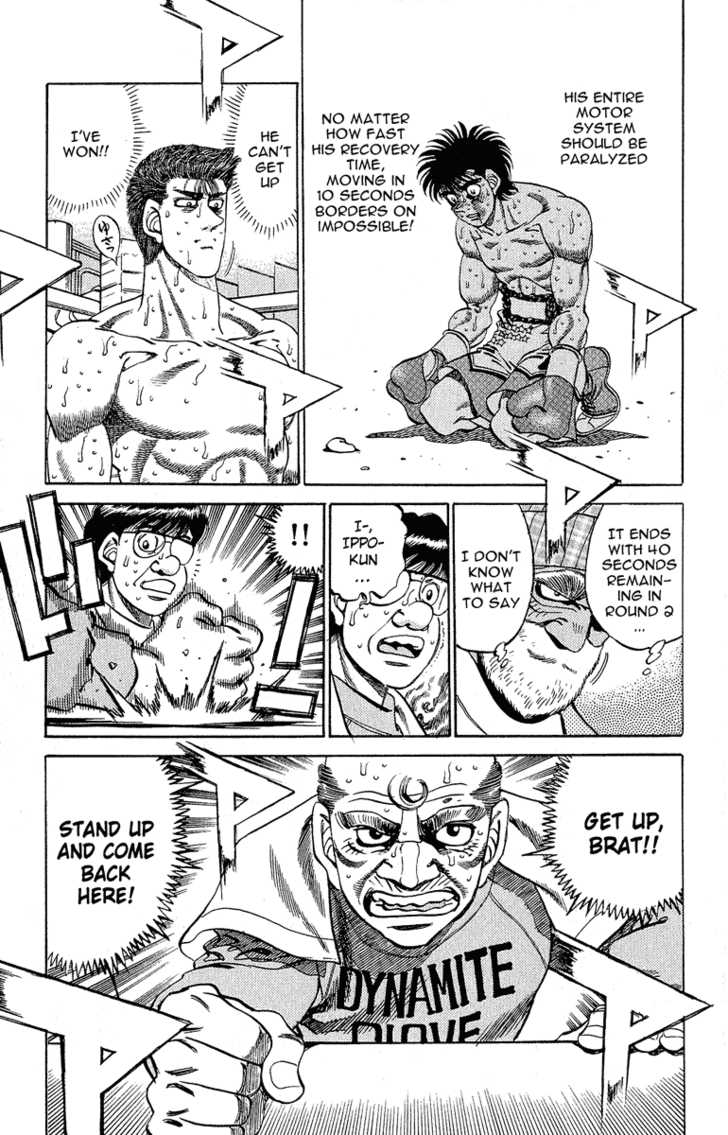 HIS ENTIRE
MOTOR
SYSTEM
SHOULD BE
PARALYZED
NO MATTER
HOW FAST
HIS RECOVERY
TIME,
MOVING IN
10 SECONDS
BORDERS ON
IMPOSSIBLE!
HE
CAN'T
GET
UP
I'VE
WON!!
IT ENDS
WITH 40
SECONDS
REMAIN-
ING IN
ROUND 2
...
I DON'T
KNOW
WHAT
TO SAY
I-,
IPPO-
KUN
...
!!
GET UP,
BRAT!!
STAND UP
AND COME
BACK
HERE!
DYNAMITE